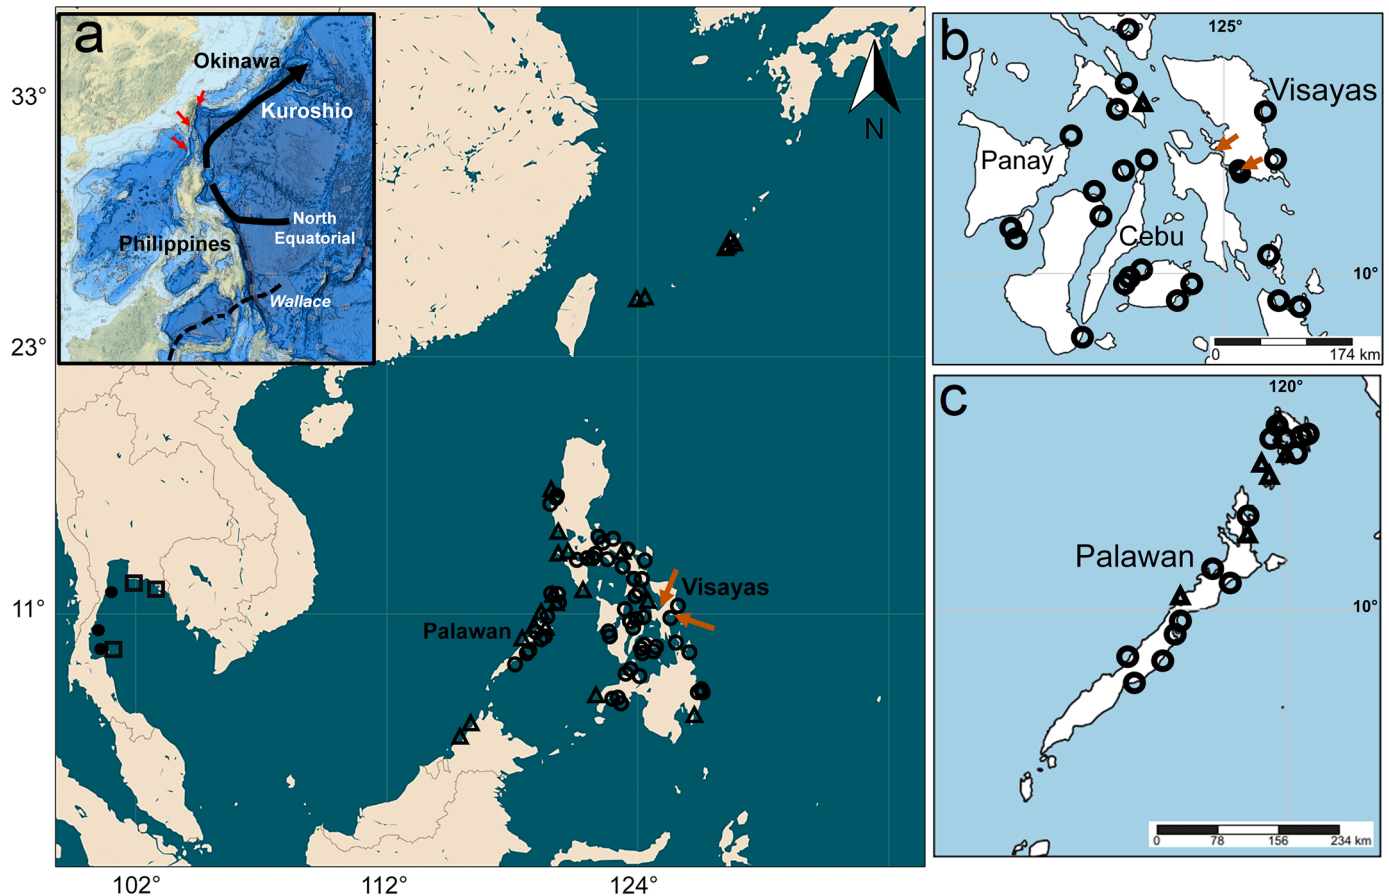 a
Okinawa
Kuroshio
North
Equatorial
Philippines
Wallace
33°
23°
11°
102°
112°
124°
N
Visayas
Palawan
b
125°
Visayas
Panay
Cebu
10°
0
174 km
c
120°
Palawan
10°
0
78
156
234 km